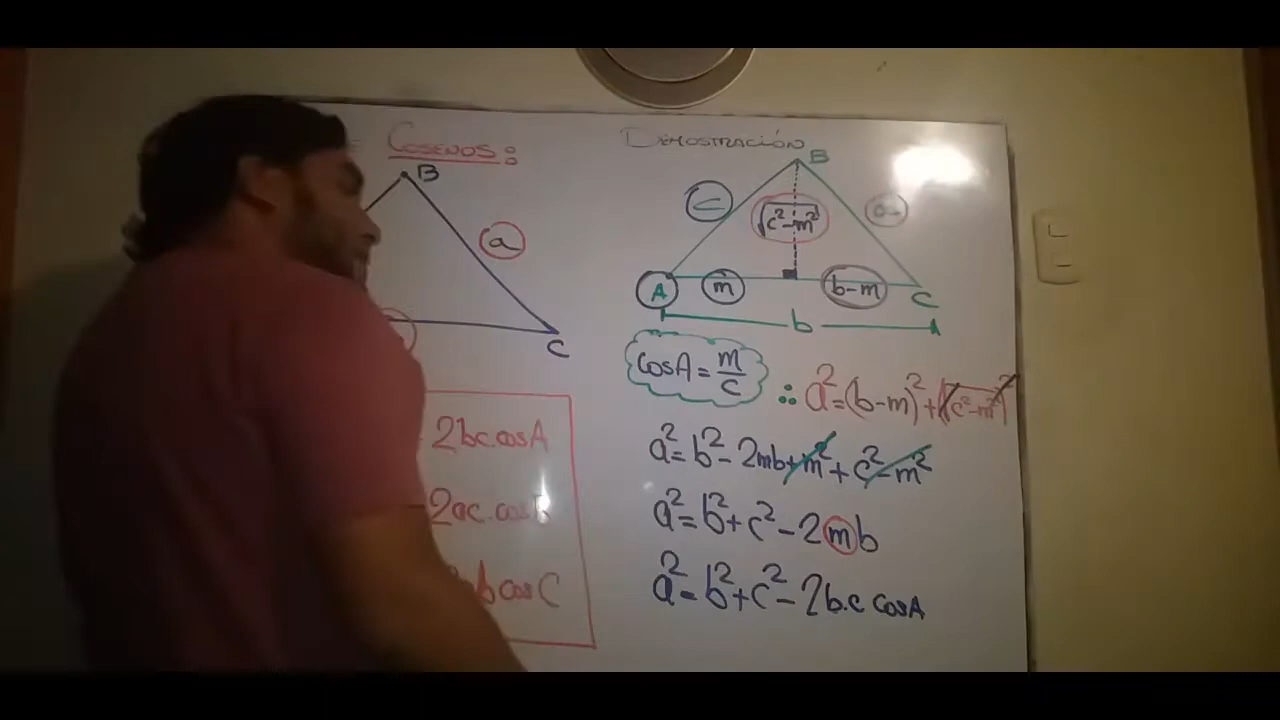 COSENOS:
B
a
C
2bc.cosA
-2ac.cos
b cosC
DEMOSTRACIÓN
B
c
√c²-m²
a
A
m
b-m
C
b
cosA = m/c
∴ a² = (b-m)² + (√c²-m²)²
a² = b² - 2mb + m² + c² - m²
a² = b² + c² - 2mb
a² = b² + c² - 2b.c cosA